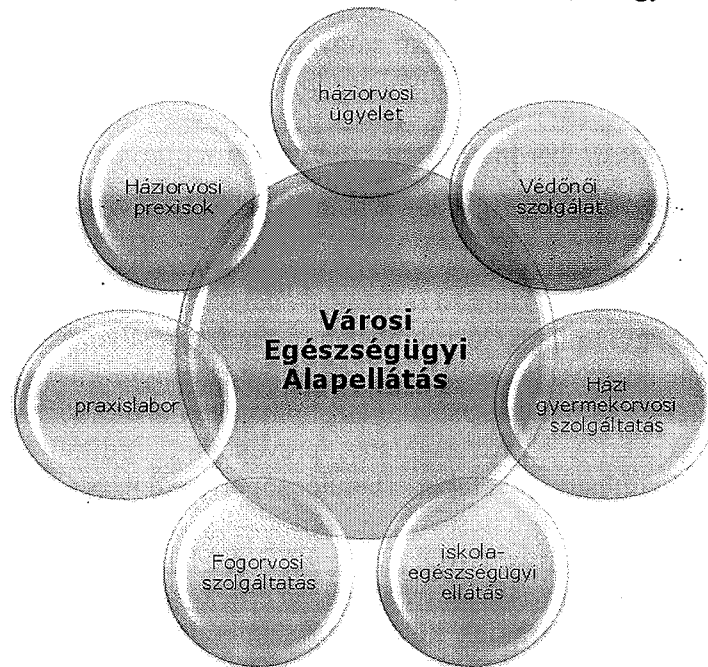 háziorvosi
ügyelet
Védőnői
szolgálat
Házi
gyermekorvosi
szolgáltatás
iskola-
egészségügyi
ellátás
Fogorvosi
szolgáltatás
praxislabor
Háziorvosi
prexisok
Városi
Egészségügyi
Alapellátás